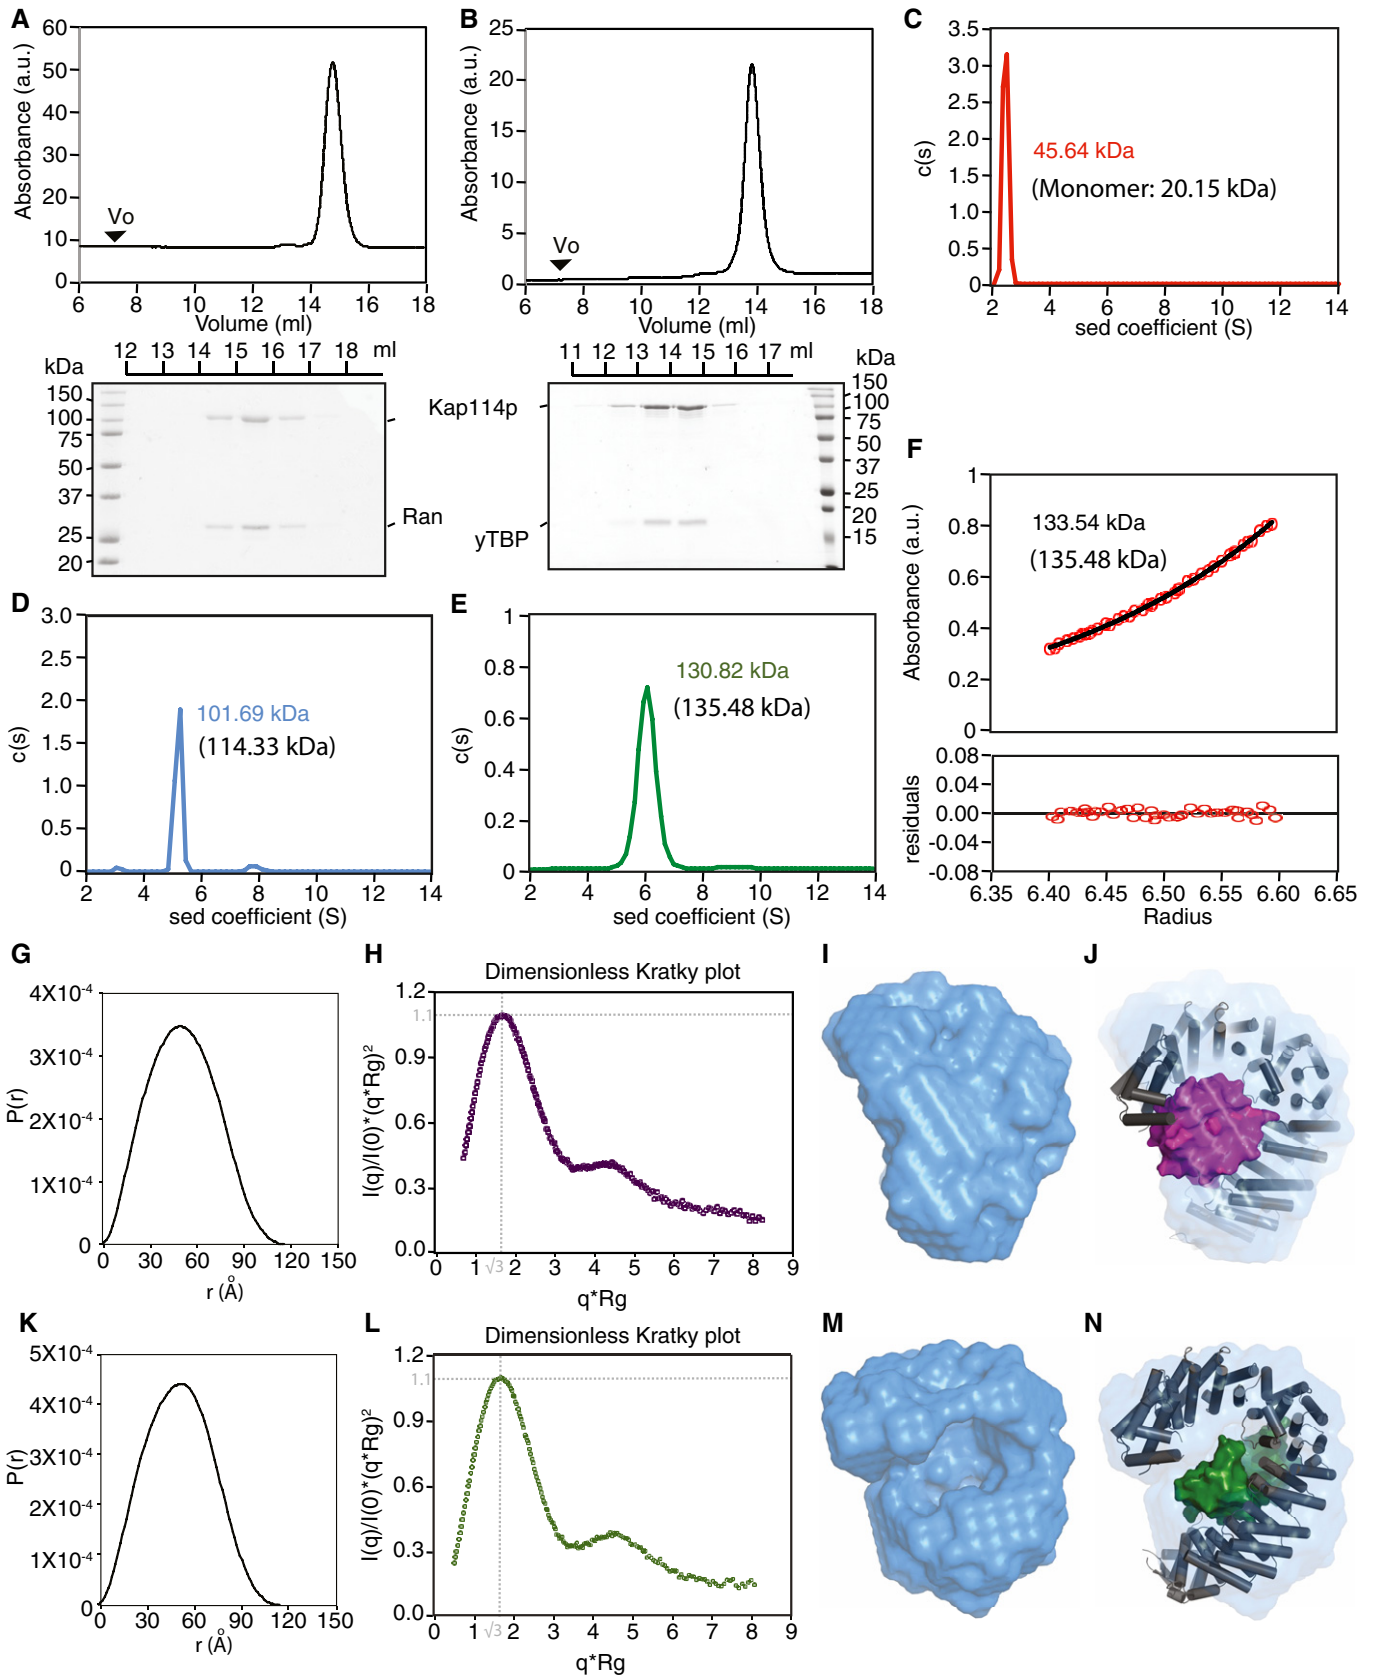 A
60
50
40
30
20
10
0
Absorbance (a.u.)
Vo
6 8 10 12 14 16 18
Volume (ml)
12 13 14 15 16 17 18 ml
kDa
150
100
75
50
37
25
20
Kap114p
Ran
B
25
20
15
10
5
0
Absorbance (a.u.)
Vo
6 8 10 12 14 16 18
Volume (ml)
11 12 13 14 15 16 17 ml
kDa
150
100
75
50
37
25
20
15
yTBP
C
3.5
3.0
2.5
2.0
1.5
1.0
0.5
0
c(s)
45.64 kDa
(Monomer: 20.15 kDa)
2 4 6 8 10 12 14
sed coefficient (S)
D
3.0
2.5
2.0
1.5
1.0
0.5
0
c(s)
101.69 kDa
(114.33 kDa)
2 4 6 8 10 12 14
sed coefficient (S)
E
1
0.8
0.6
0.4
0.2
0
c(s)
130.82 kDa
(135.48 kDa)
2 4 6 8 10 12 14
sed coefficient (S)
F
1
0.8
0.6
0.4
0.2
0
Absorbance (a.u.)
133.54 kDa
(135.48 kDa)
0.08
0.04
0.00
-0.04
-0.08
residuals
6.35 6.40 6.45 6.50 6.55 6.60 6.65
Radius
G
4X10-4
3X10-4
2X10-4
1X10-4
0
P(r)
0 30 60 90 120 150
r (Å)
H
Dimensionless Kratky plot
1.2
1.1
0.9
0.6
0.3
0.0
I(q)/I(0)*(q*Rg)2
0 1 √3 2 3 4 5 6 7 8 9
q*Rg
I
J
K
5X10-4
4X10-4
3X10-4
2X10-4
1X10-4
0
P(r)
0 30 60 90 120 150
r (Å)
L
Dimensionless Kratky plot
1.2
1.1
0.9
0.6
0.3
0.0
I(q)/I(0)*(q*Rg)2
0 1 √3 2 3 4 5 6 7 8 9
q*Rg
M
N